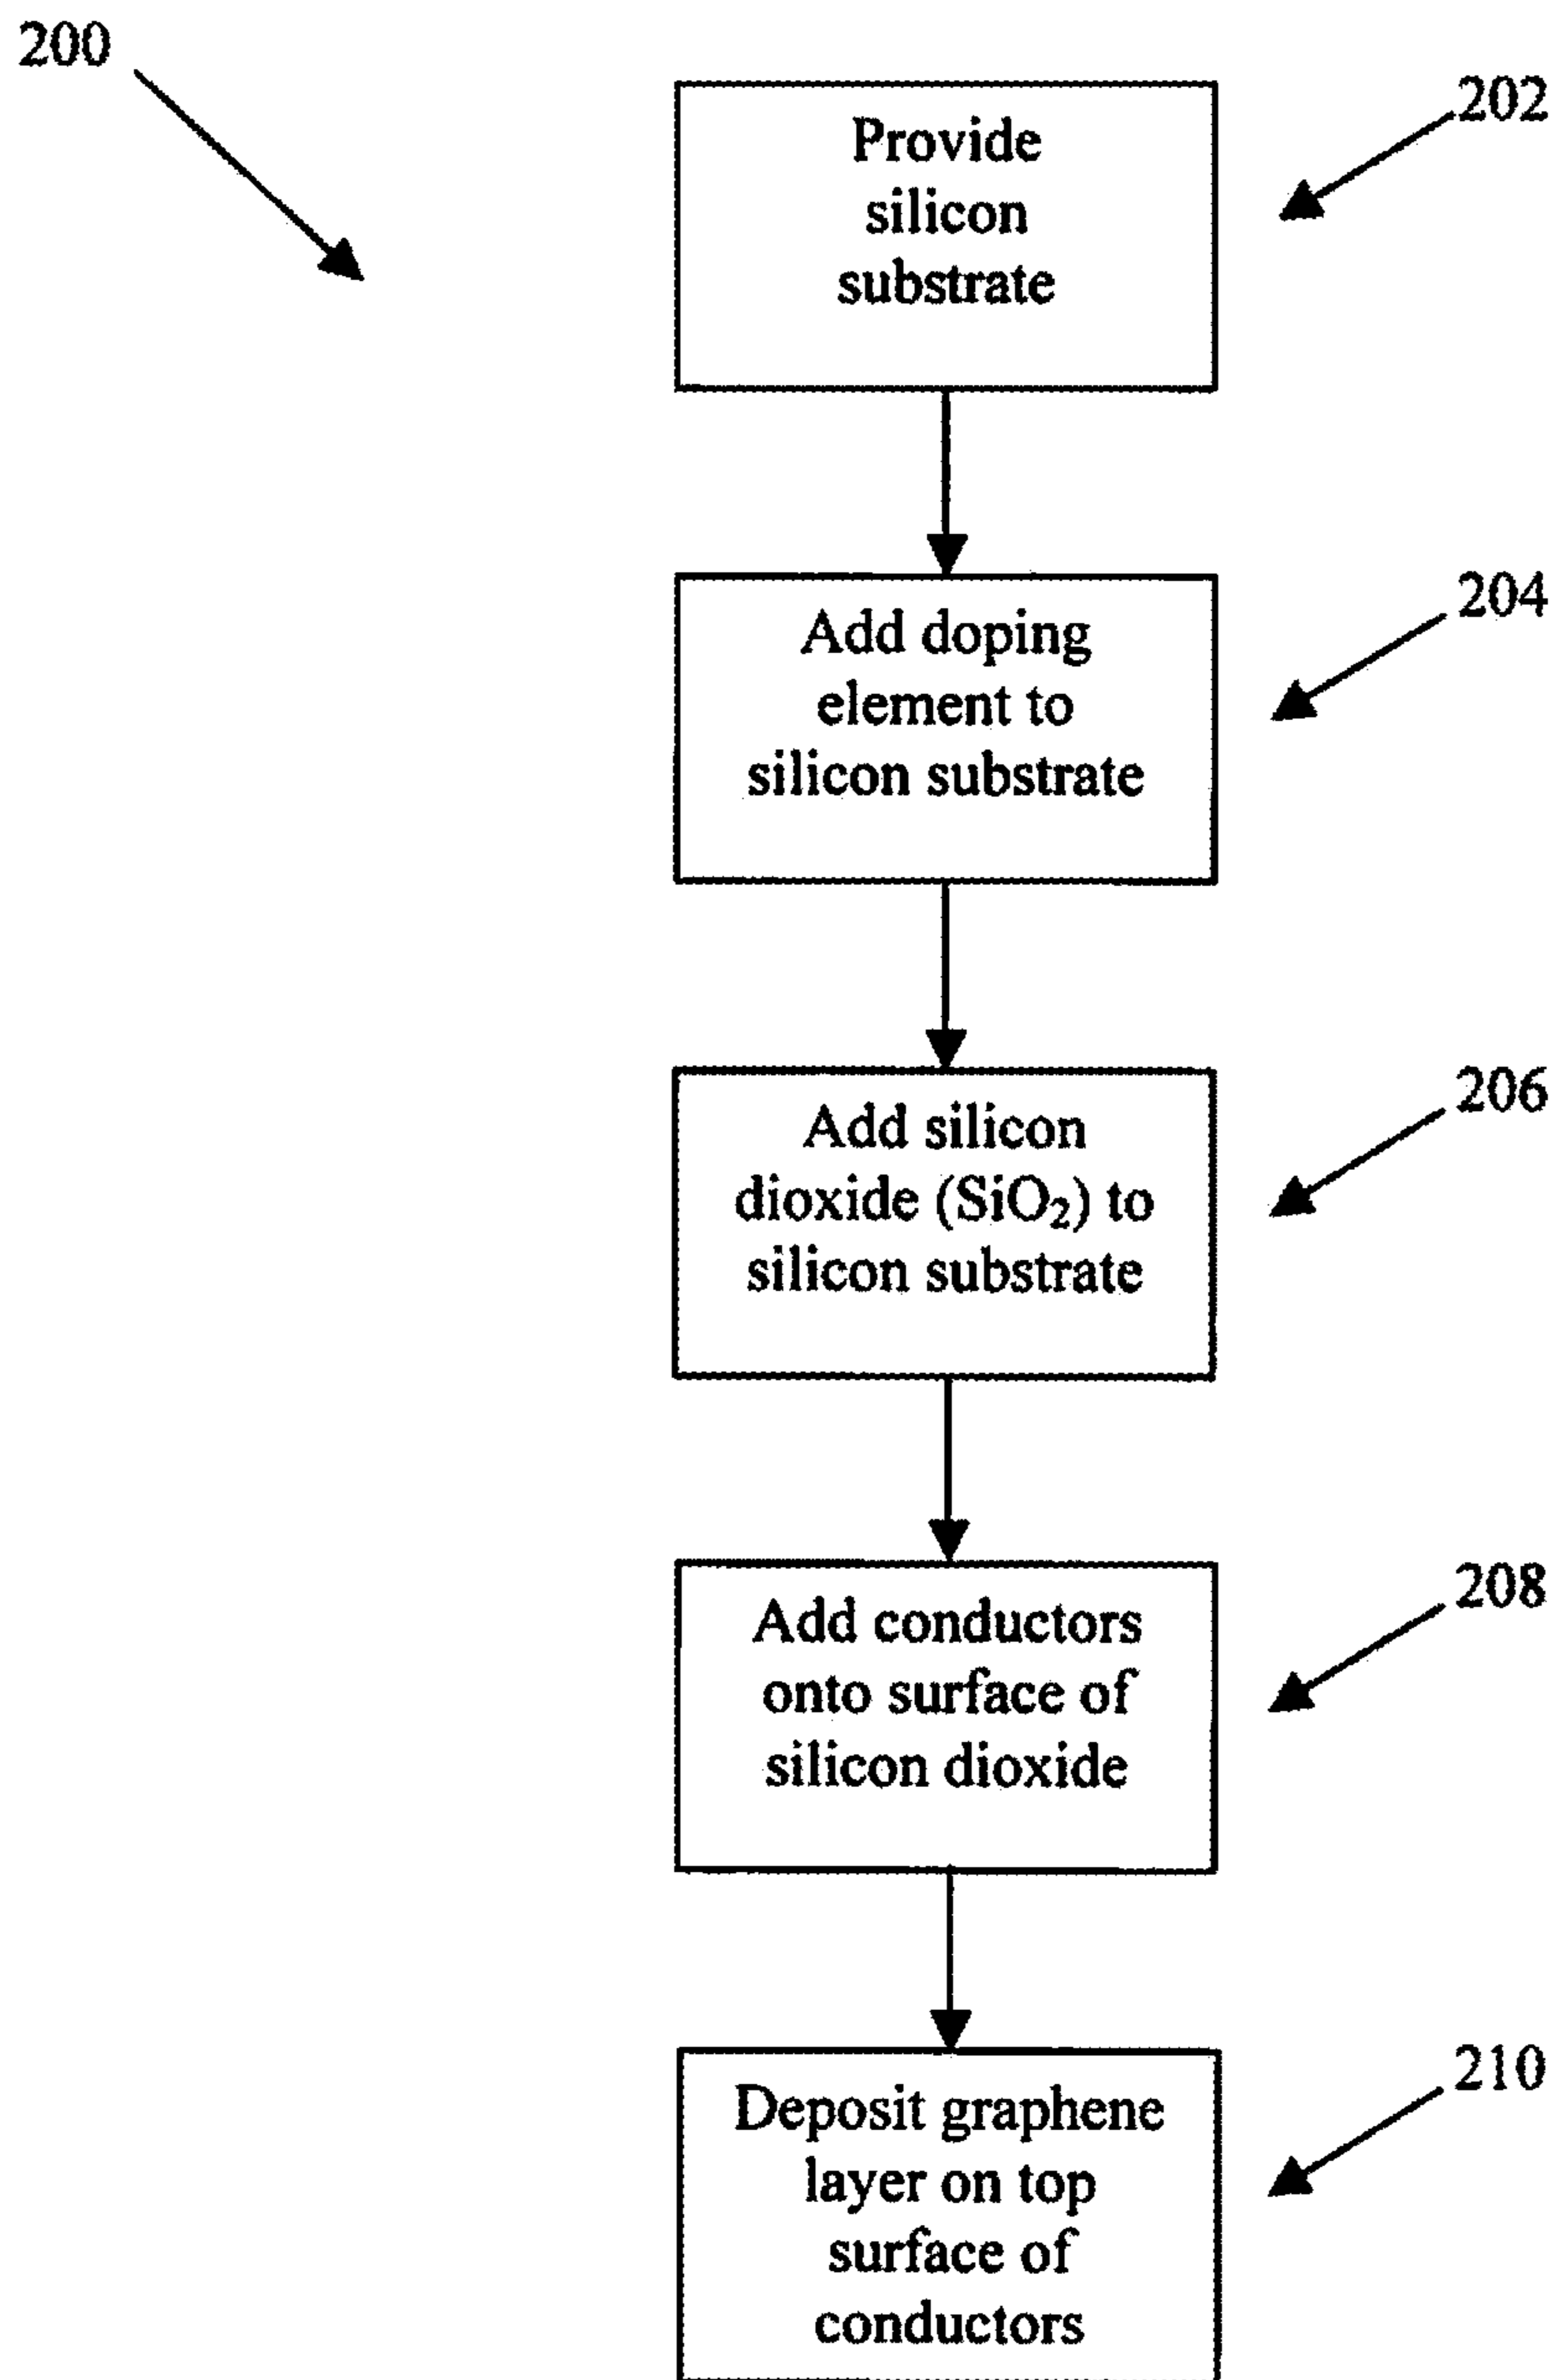 200
202
Provide
silicon
substrate
204
Add doping
element to
silicon substrate
206
Add silicon
dioxide (SiO₂) to
silicon substrate
208
Add conductors
onto surface of
silicon dioxide
210
Deposit graphene
layer on top
surface of
conductors